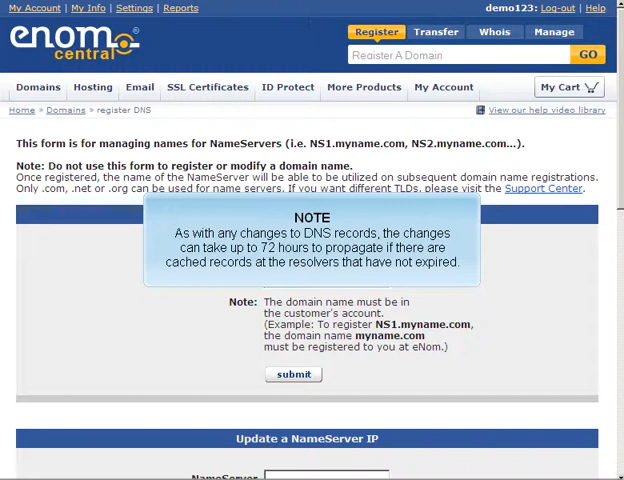 My Account | My Info | Settings | Reports
demo123: Log-out | Help
enom central
Register Transfer Whois Manage
Register A Domain GO
Domains Hosting Email SSL Certificates ID Protect More Products My Account My Cart
Home » Domains » register DNS
View our help video library
This form is for managing names for NameServers (i.e. NS1.myname.com, NS2.myname.com...).
Note: Do not use this form to register or modify a domain name.
Once registered, the name of the NameServer will be able to be utilized on subsequent domain name registrations.
Only .com, .net or .org can be used for name servers. If you want different TLDs, please visit the Support Center.
NOTE
As with any changes to DNS records, the changes
can take up to 72 hours to propagate if there are
cached records at the resolvers that have not expired.
Note: The domain name must be in
the customer's account.
(Example: To register NS1.myname.com,
the domain name myname.com
must be registered to you at eNom.)
submit
Update a NameServer IP
NameServer